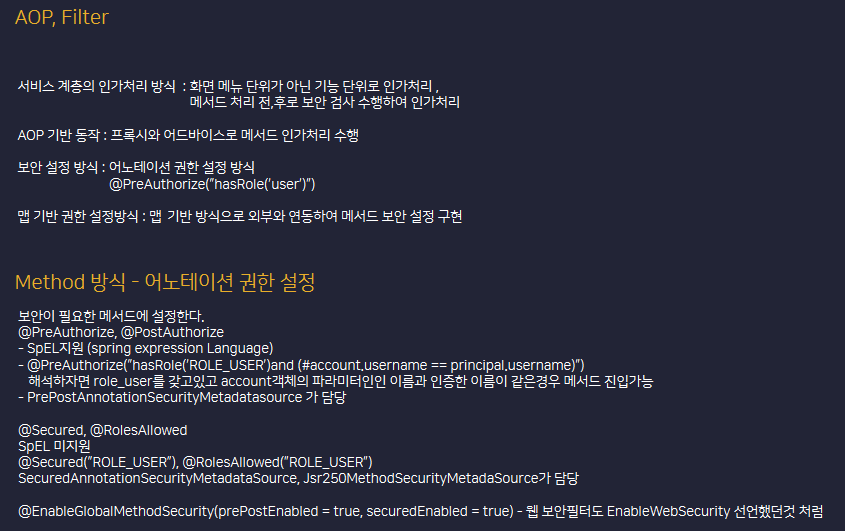 AOP, Filter
서비스 계층의 인가처리 방식 : 화면 메뉴 단위가 아닌 기능 단위로 인가처리 ,
메서드 처리 전,후로 보안 검사 수행하여 인가처리
AOP 기반 동작 : 프록시와 어드바이스로 메서드 인가처리 수행
보안 설정 방식 : 어노테이션 권한 설정 방식
@PreAuthorize("hasRole('user')")
맵 기반 권한 설정방식 : 맵 기반 방식으로 외부와 연동하여 메서드 보안 설정 구현
Method 방식 - 어노테이션 권한 설정
보안이 필요한 메서드에 설정한다.
@PreAuthorize, @PostAuthorize
- SpEL지원 (spring expression Language)
- @PreAuthorize("hasRole('ROLE_USER')and (#account.username == principal.username)")
해석하자면 role_user를 갖고있고 account객체의 파라미터인인 이름과 인증한 이름이 같은경우 메서드 진입가능
- PrePostAnnotationSecurityMetadatasource 가 담당
@Secured, @RolesAllowed
SpEL 미지원
@Secured("ROLE_USER"), @RolesAllowed("ROLE_USER")
SecuredAnnotationSecurityMetadataSource, Jsr250MethodSecurityMetadaSource가 담당
@EnableGlobalMethodSecurity(prePostEnabled = true, securedEnabled = true) - 웹 보안필터도 EnableWebSecurity 선언했던것 처럼